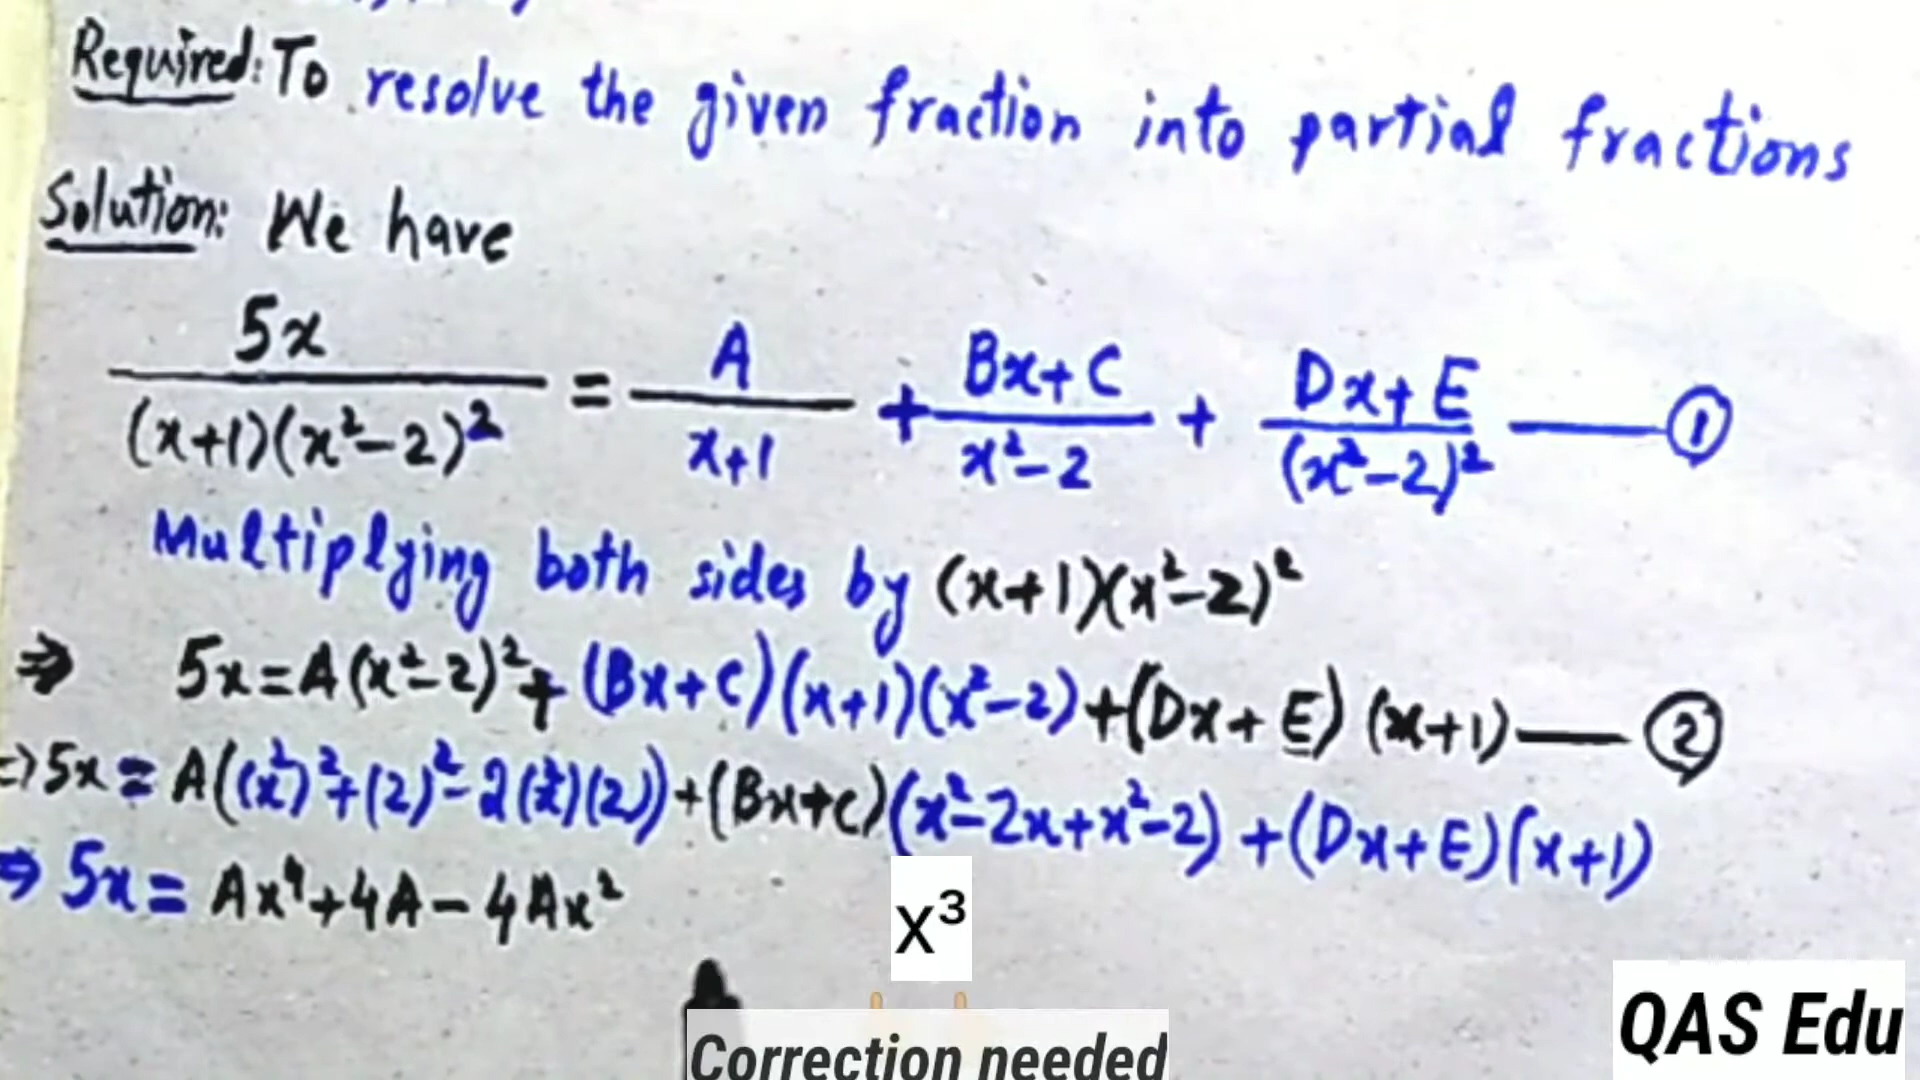 Required: To resolve the given fraction into partial fractions
Solution: We have
5x/((x+1)(x²-2)²) = A/(x+1) + (Bx+C)/(x²-2) + (Dx+E)/(x²-2)² —— ①
Multiplying both sides by (x+1)(x²-2)²
⇒ 5x=A(x²-2)²+(Bx+C)(x+1)(x²-2)+(Dx+E)(x+1) —— ②
⇒ 5x = A((x²)²+(2)²-2(x²)(2))+(Bx+C)(x²-2x+x²-2)+(Dx+E)(x+1)
⇒ 5x = Ax⁴+4A-4Ax²
x³
Correction needed
QAS Edu